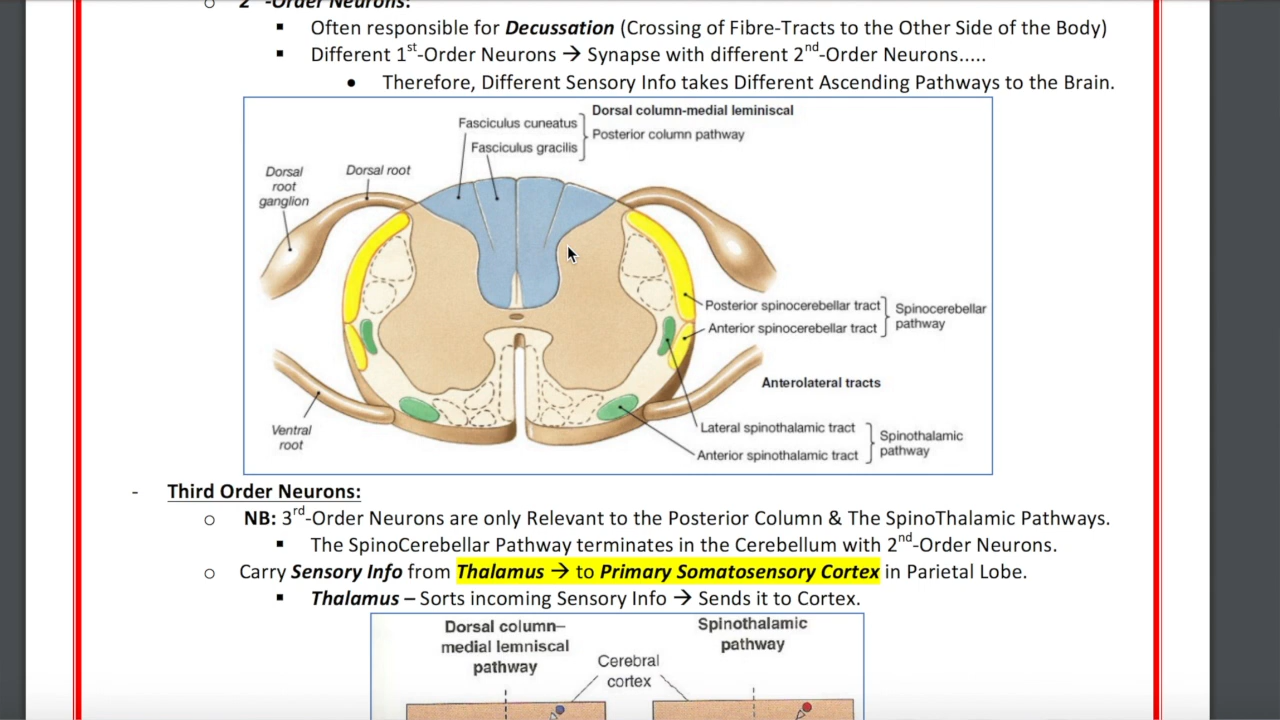 o 2nd-Order Neurons:
▪ Often responsible for Decussation (Crossing of Fibre-Tracts to the Other Side of the Body)
▪ Different 1st-Order Neurons → Synapse with different 2nd-Order Neurons.....
• Therefore, Different Sensory Info takes Different Ascending Pathways to the Brain.
Dorsal column-medial leminiscal
Fasciculus cuneatus
Posterior column pathway
Fasciculus gracilis
Dorsal
root
ganglion
Dorsal root
Posterior spinocerebellar tract
Anterior spinocerebellar tract
Spinocerebellar
pathway
Anterolateral tracts
Lateral spinothalamic tract
Anterior spinothalamic tract
Spinothalamic
pathway
Ventral
root
- Third Order Neurons:
o NB: 3rd-Order Neurons are only Relevant to the Posterior Column & The SpinoThalamic Pathways.
▪ The SpinoCerebellar Pathway terminates in the Cerebellum with 2nd-Order Neurons.
o Carry Sensory Info from Thalamus → to Primary Somatosensory Cortex in Parietal Lobe.
▪ Thalamus – Sorts incoming Sensory Info → Sends it to Cortex.
Dorsal column–
medial lemniscal
pathway
Cerebral
cortex
Spinothalamic
pathway